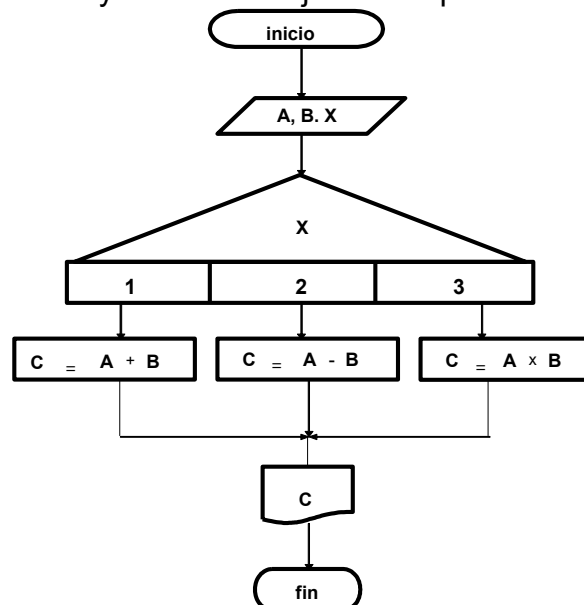 inicio
A, B. X
X
1 2 3
C = A + B
C = A - B
C = A x B
C
fin